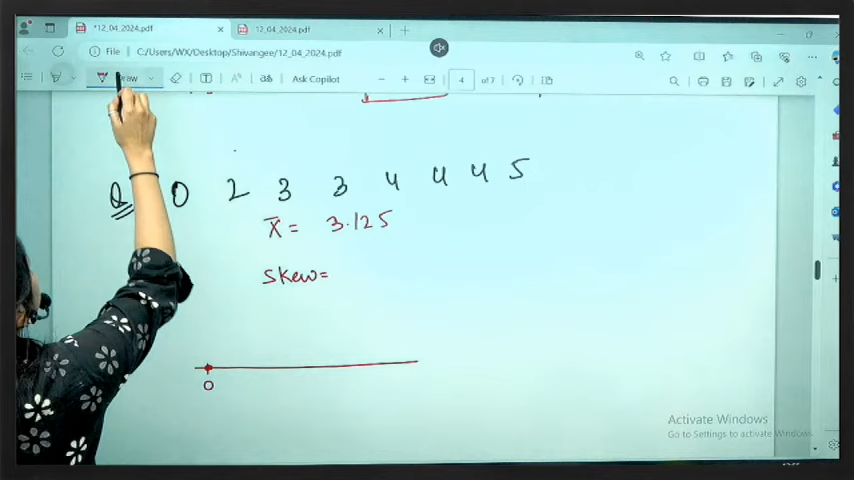 *12_04_2024.pdf
12_04_2024.pdf
File C:/Users/WX/Desktop/Shivangee/12_04_2024.pdf
Draw
Ask Copilot
4 of 7
Q 0 2 3 3 4 4 4 5
x̄ = 3.125
Skew=
0
Activate Windows
Go to Settings to activate Windows.